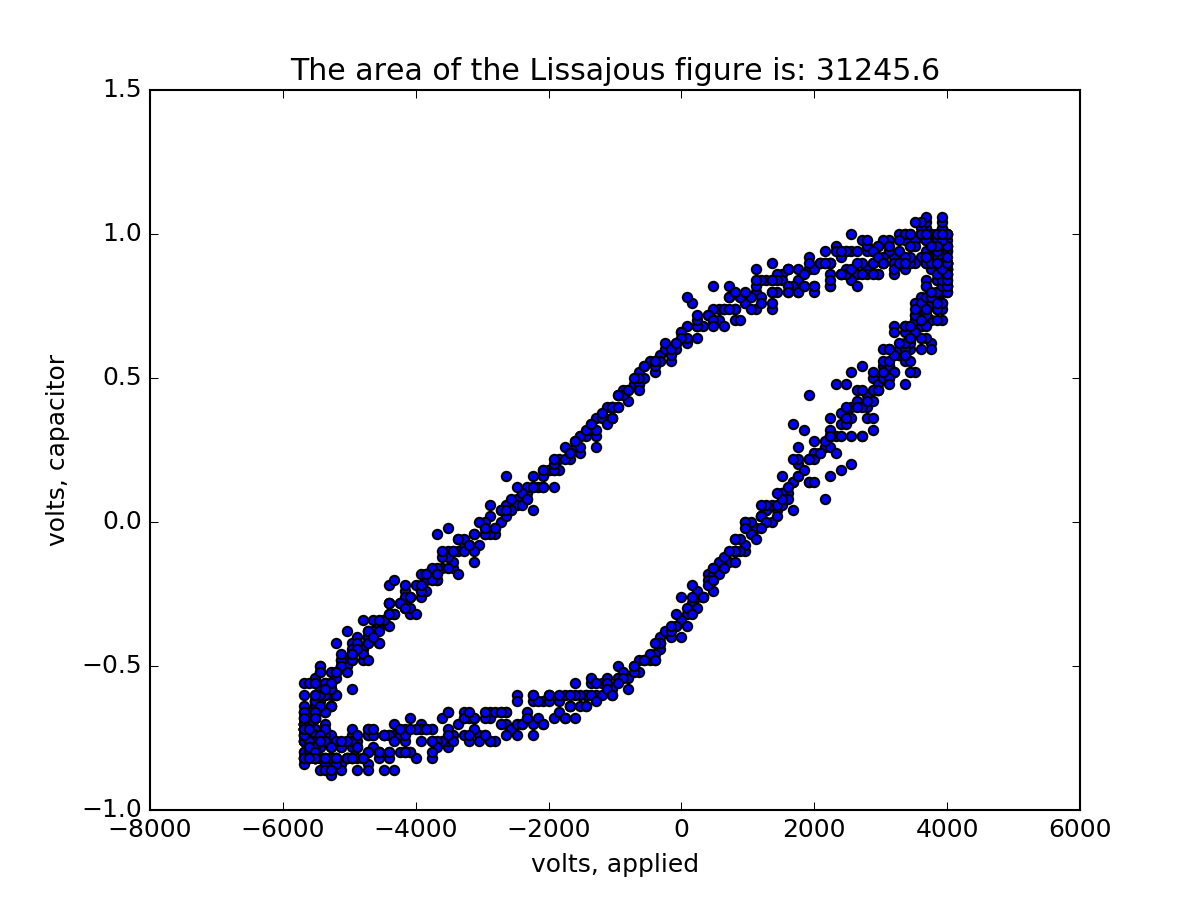 The area of the Lissajous figure is: 31245.6
1.5
1.0
0.5
0.0
−0.5
−1.0
volts, capacitor
−8000 −6000 −4000 −2000 0 2000 4000 6000
volts, applied